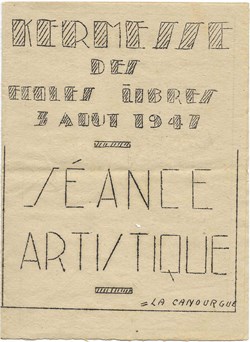 KERMESSE
DES
ECOLES LIBRES
3 AOUT 1947
SÉANCE
ARTISTIQUE
= LA CANOURGUE